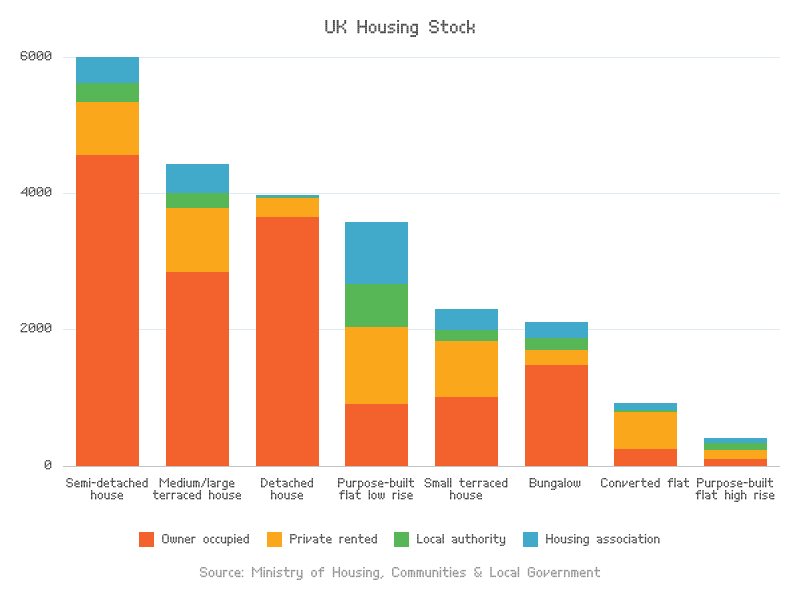 UK Housing Stock
6000
4000
2000
0
Semi-detached house
Medium/large terraced house
Detached house
Purpose-built flat low rise
Small terraced house
Bungalow
Converted flat
Purpose-built flat high rise
Owner occupied
Private rented
Local authority
Housing association
Source: Ministry of Housing, Communities & Local Government